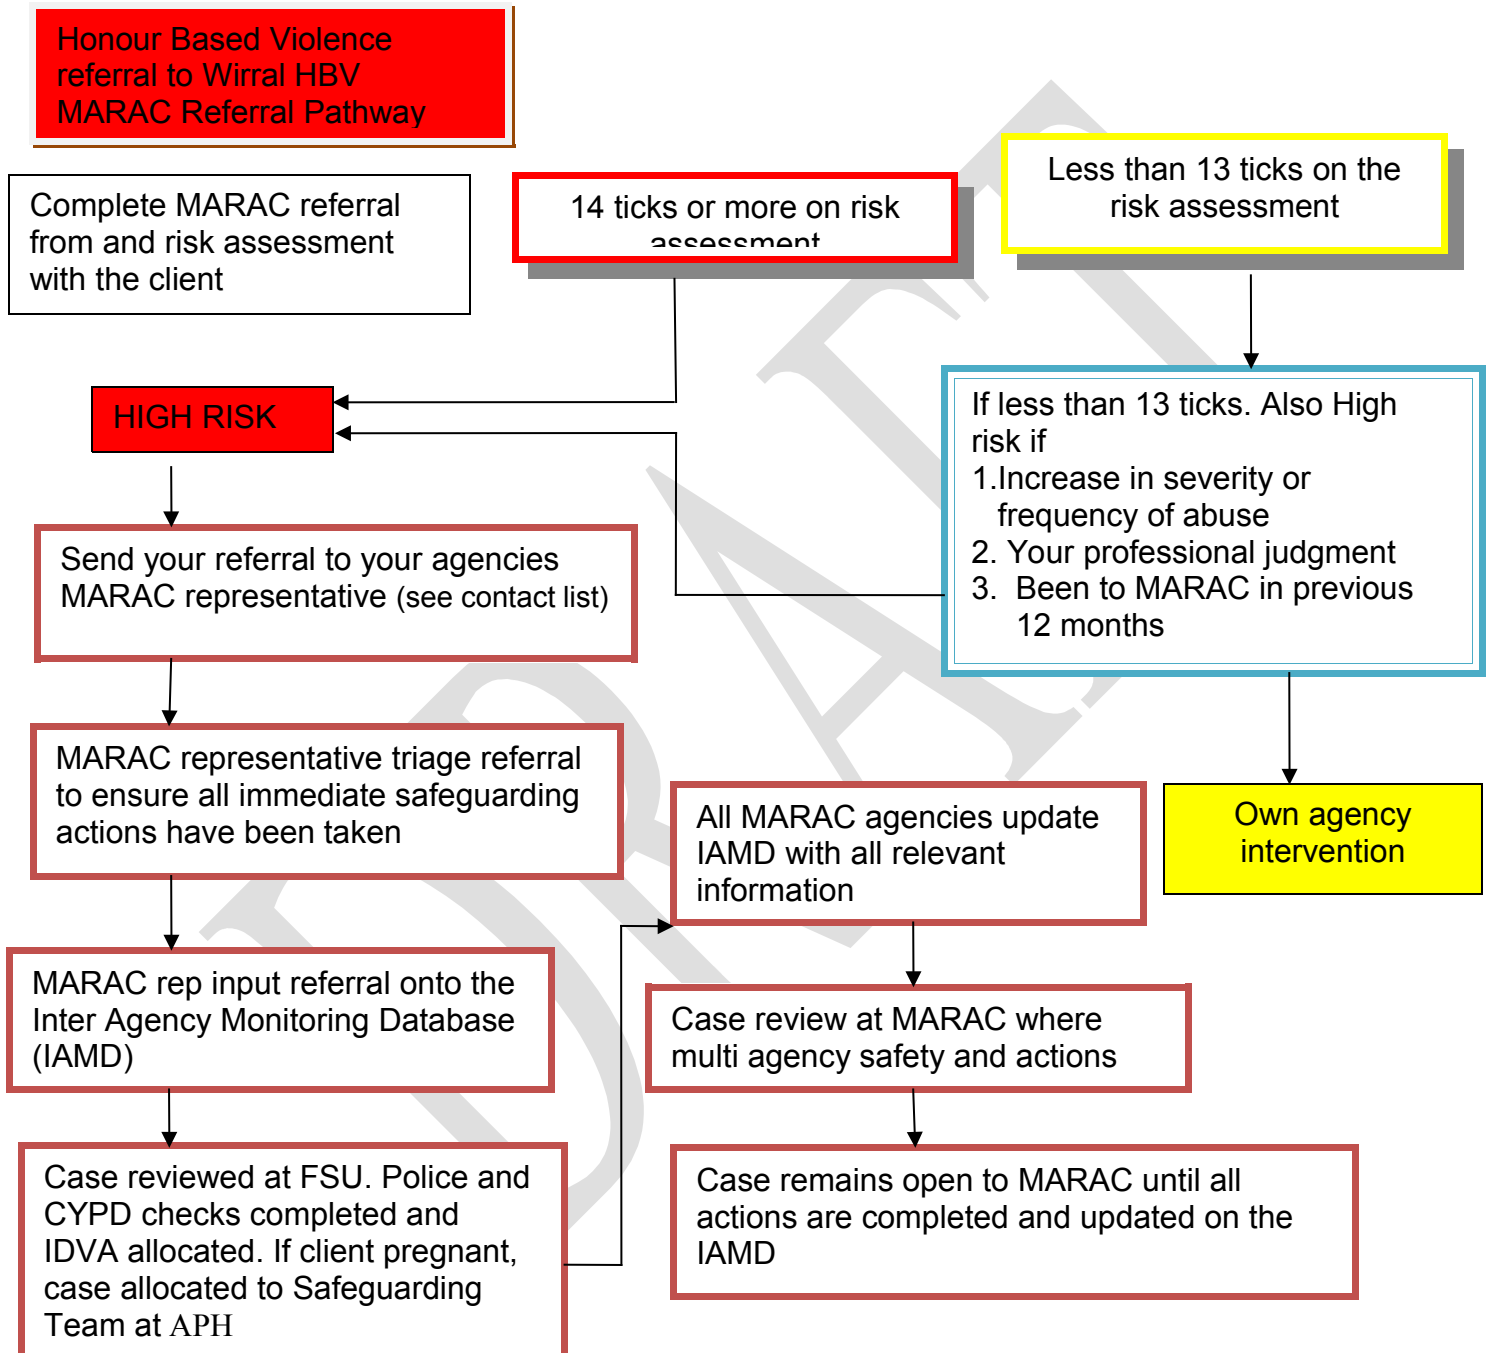 Honour Based Violence
referral to Wirral HBV
MARAC Referral Pathway
Complete MARAC referral
from and risk assessment
with the client
14 ticks or more on risk
assessment
Less than 13 ticks on the
risk assessment
HIGH RISK
If less than 13 ticks. Also High
risk if
1.Increase in severity or
frequency of abuse
2. Your professional judgment
3. Been to MARAC in previous
12 months
Send your referral to your agencies
MARAC representative (see contact list)
MARAC representative triage referral
to ensure all immediate safeguarding
actions have been taken
MARAC rep input referral onto the
Inter Agency Monitoring Database
(IAMD)
Case reviewed at FSU. Police and
CYPD checks completed and
IDVA allocated. If client pregnant,
case allocated to Safeguarding
Team at APH
All MARAC agencies update
IAMD with all relevant
information
Case review at MARAC where
multi agency safety and actions
Case remains open to MARAC until all
actions are completed and updated on the
IAMD
Own agency
intervention
DRAFT